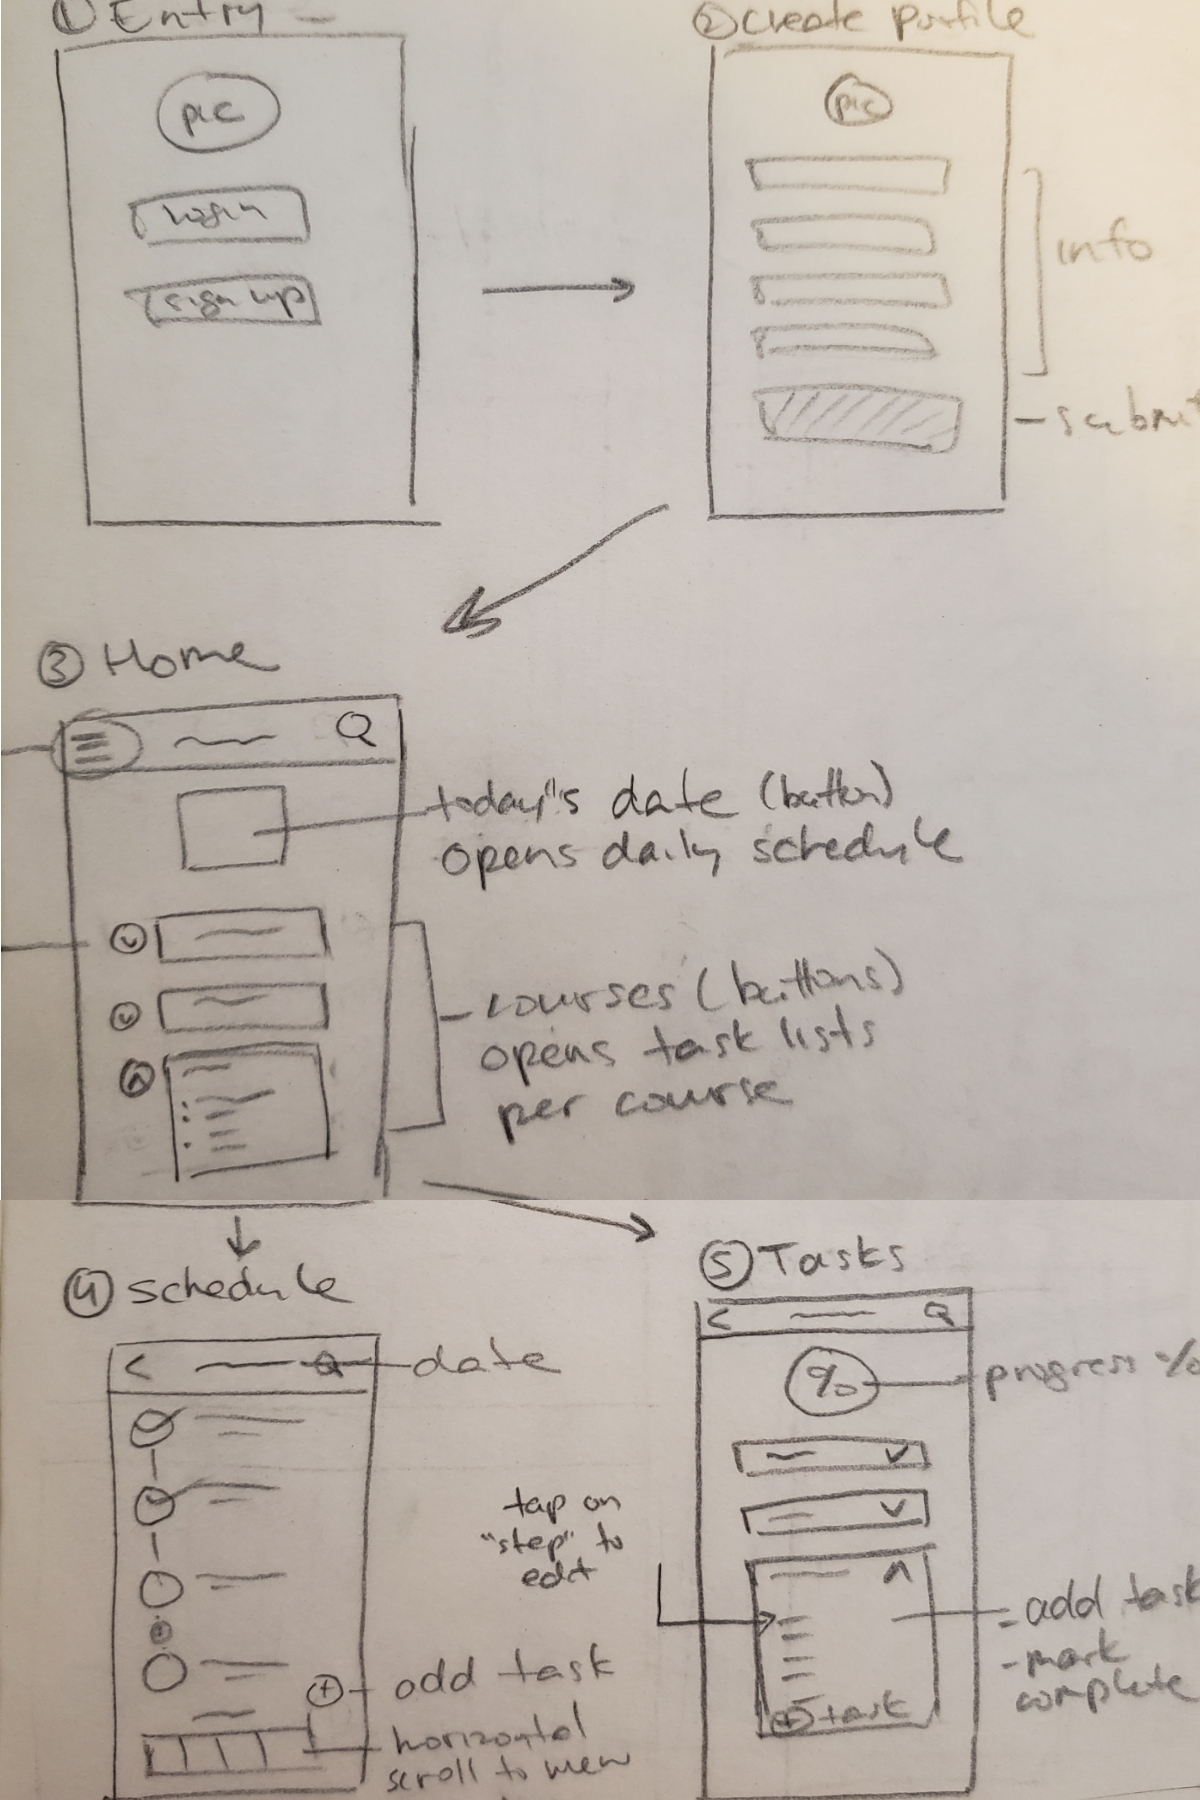 ① Entry
② Create Profile
pic
pic
login
sign up
info
- submit
③ Home
today's date (button)
opens daily schedule
- courses (buttons)
opens task lists
per course
④ Schedule
⑤ Tasks
date
%
progress %
tap on
"step" to
edit
- add task
- mark
complete
+ task
+
add task
horizontal
scroll to view